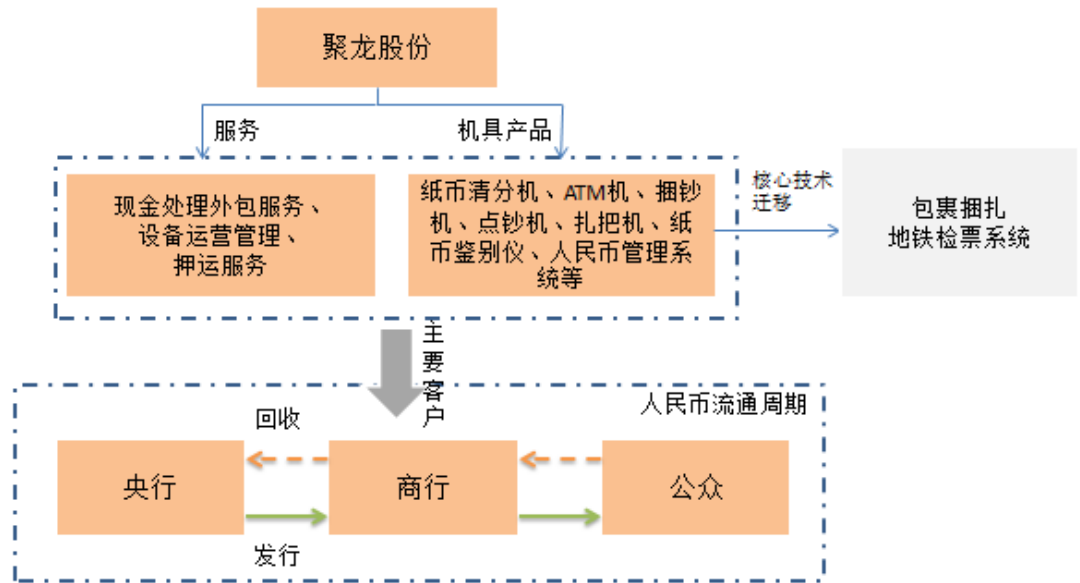 聚龙股份
服务
机具产品
现金处理外包服务、
设备运营管理、
押运服务
纸币清分机、ATM机、捆钞
机、点钞机、扎把机、纸
币鉴别仪、人民币管理系
统等
核心技术
迁移
包裹捆扎
地铁检票系统
主要客户
人民币流通周期
回收
央行
商行
公众
发行